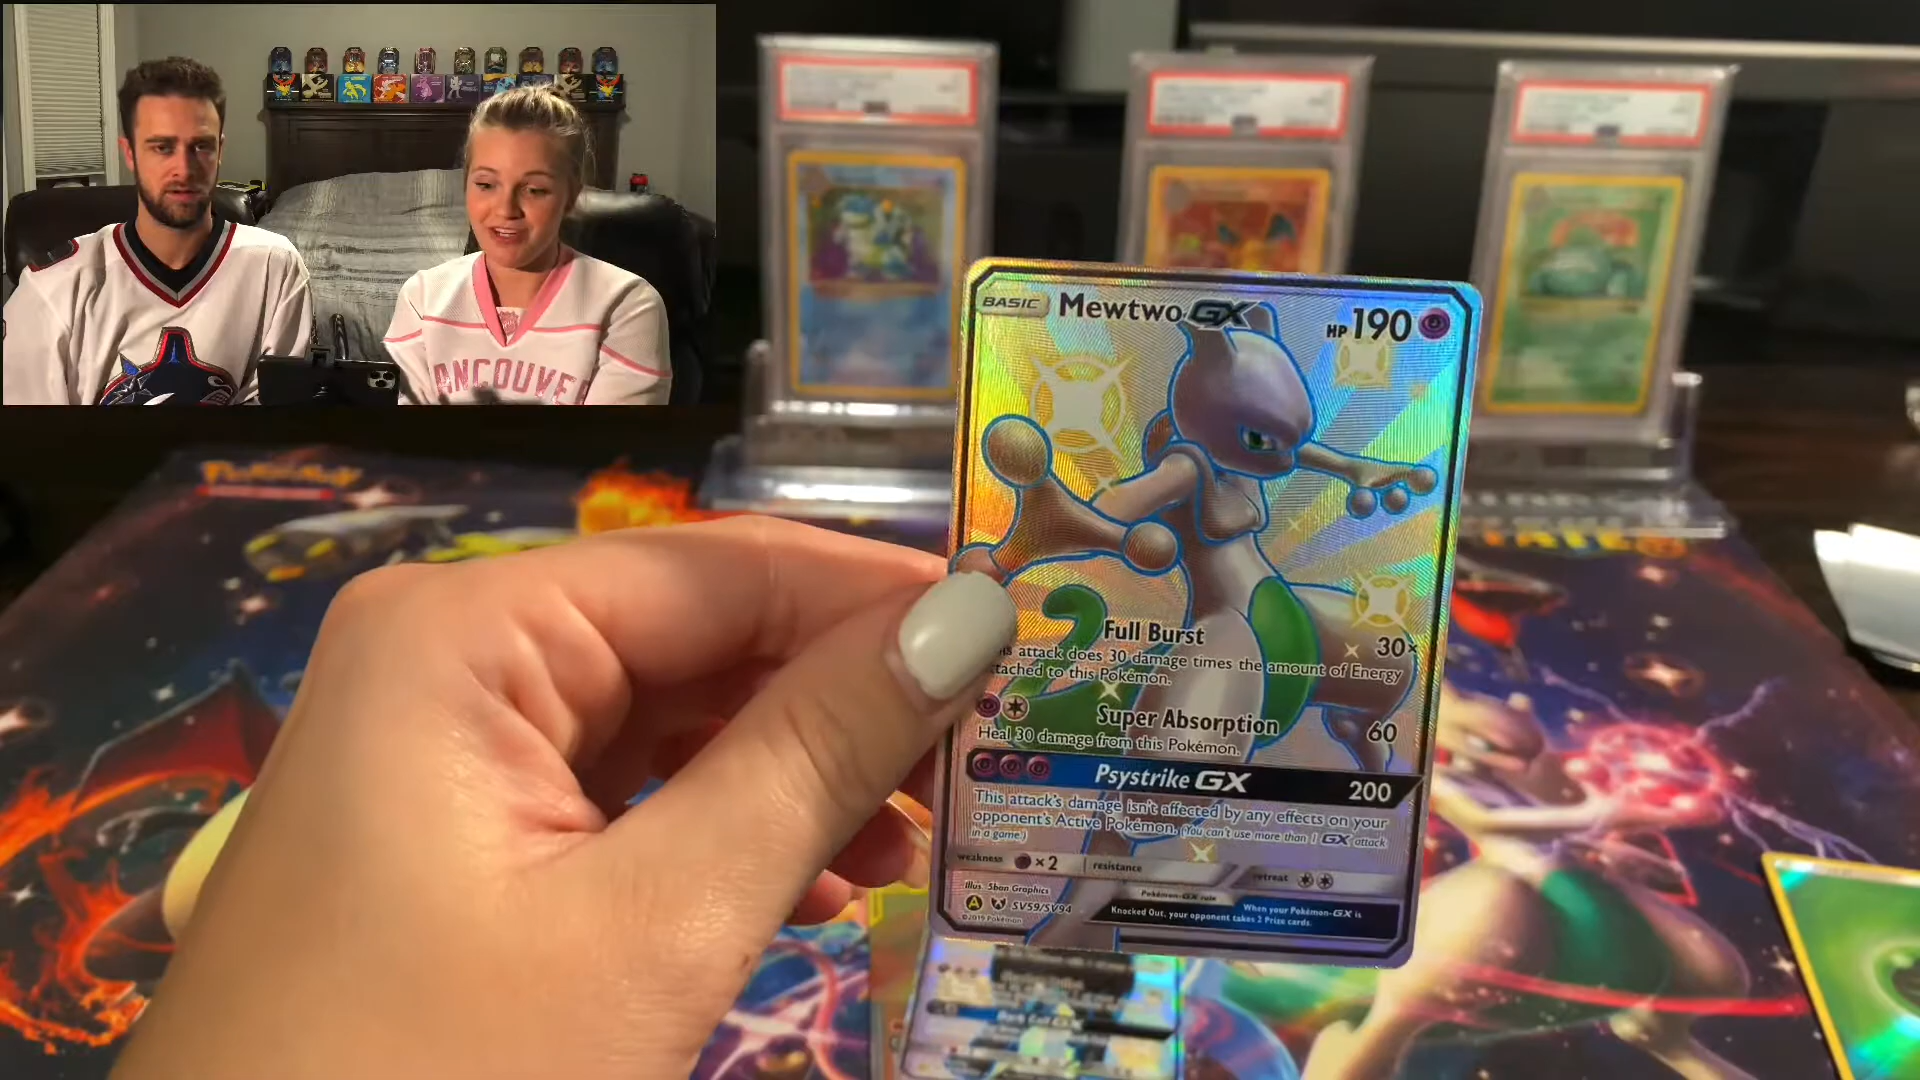 VANCOUVER
BASIC Mewtwo GX HP 190
Full Burst 30×
attack does 30 damage times the amount of Energy
attached to this Pokémon.
Super Absorption 60
Heal 30 damage from this Pokémon.
Psystrike GX 200
This attack's damage isn't affected by any effects on your
opponent's Active Pokémon. (You can't use more than 1 GX attack
in a game.)
weakness ×2 resistance retreat
Illus. 5ban Graphics
A SV59/SV94
©2019 Pokémon
Pokémon-GX rule
When your Pokémon-GX is
Knocked Out, your opponent takes 2 Prize cards.
Pokémon